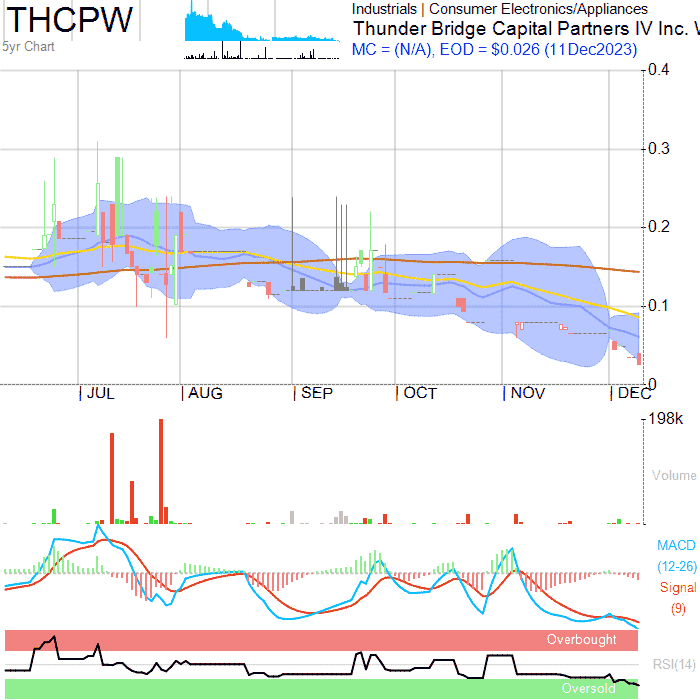 THCPW
5yr Chart
Industrials | Consumer Electronics/Appliances
Thunder Bridge Capital Partners IV Inc. W
MC = (N/A), EOD = $0.026 (11Dec2023)
0.4
0.3
0.2
0.1
0
JUL AUG SEP OCT NOV DEC
198k
Volume
MACD
(12-26)
Signal
(9)
Overbought
RSI(14)
Oversold